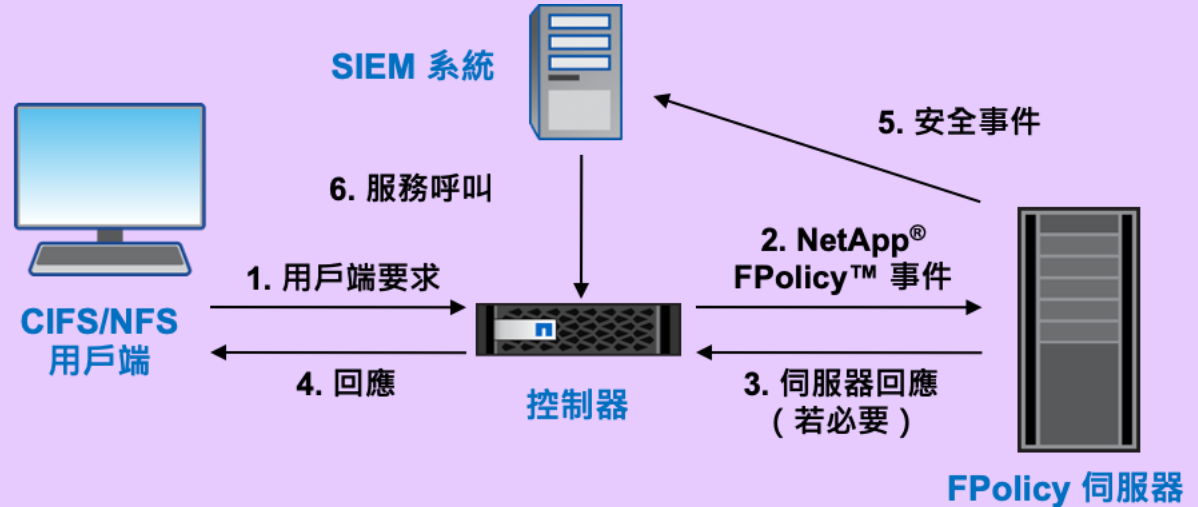 SIEM 系統
5. 安全事件
6. 服務呼叫
2. NetApp®
FPolicy™ 事件
1. 用戶端要求
CIFS/NFS
用戶端
4. 回應
控制器
3. 伺服器回應
（若必要）
FPolicy 伺服器